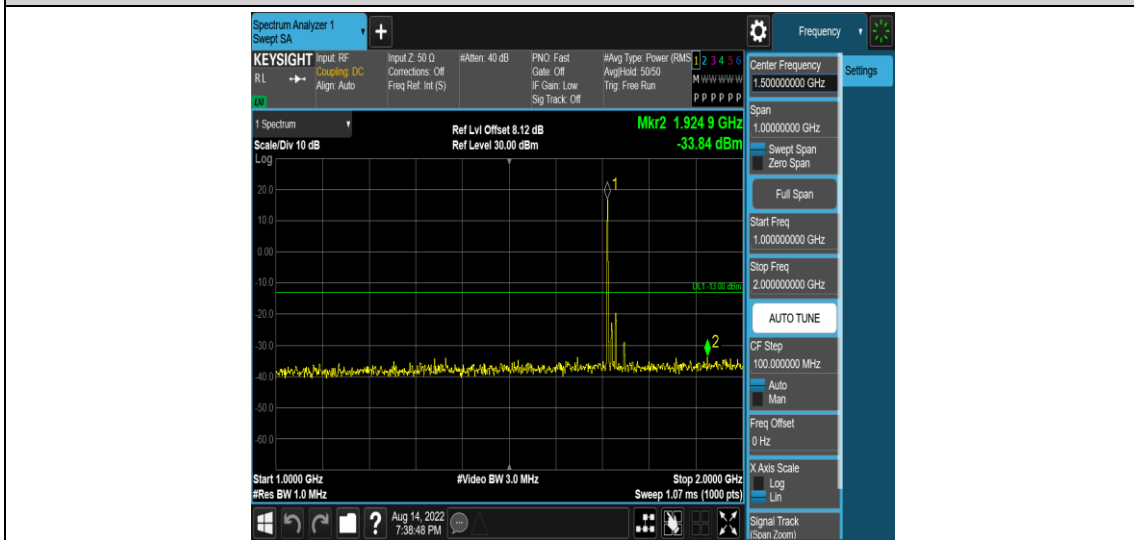 Spectrum Analyzer 1
Swept SA
+
Frequency
KEYSIGHT
RL
Input: RF
Coupling: DC
Align: Auto
Input Z: 50 Ω
Corrections: Off
Freq Ref: Int (S)
#Atten: 40 dB
PNO: Fast
Gate: Off
IF Gain: Low
Sig Track: Off
#Avg Type: Power (RMS
Avg|Hold: 50/50
Trig: Free Run
1 2 3 4 5 6
M W W W W W
P P P P P P
1 Spectrum
Scale/Div 10 dB
Log
Ref Lvl Offset 8.12 dB
Ref Level 30.00 dBm
Mkr2 1.924 9 GHz
-33.84 dBm
20.0
10.0
0.00
-10.0
-20.0
-30.0
-40.0
-50.0
-60.0
1
DL1 -13.00 dBm
2
Start 1.0000 GHz
#Res BW 1.0 MHz
#Video BW 3.0 MHz
Stop 2.0000 GHz
Sweep 1.07 ms (1000 pts)
Aug 14, 2022
7:38:48 PM
Center Frequency
1.500000000 GHz
Settings
Span
1.00000000 GHz
Swept Span
Zero Span
Full Span
Start Freq
1.000000000 GHz
Stop Freq
2.000000000 GHz
AUTO TUNE
CF Step
100.000000 MHz
Auto
Man
Freq Offset
0 Hz
X Axis Scale
Log
Lin
Signal Track
(Span Zoom)